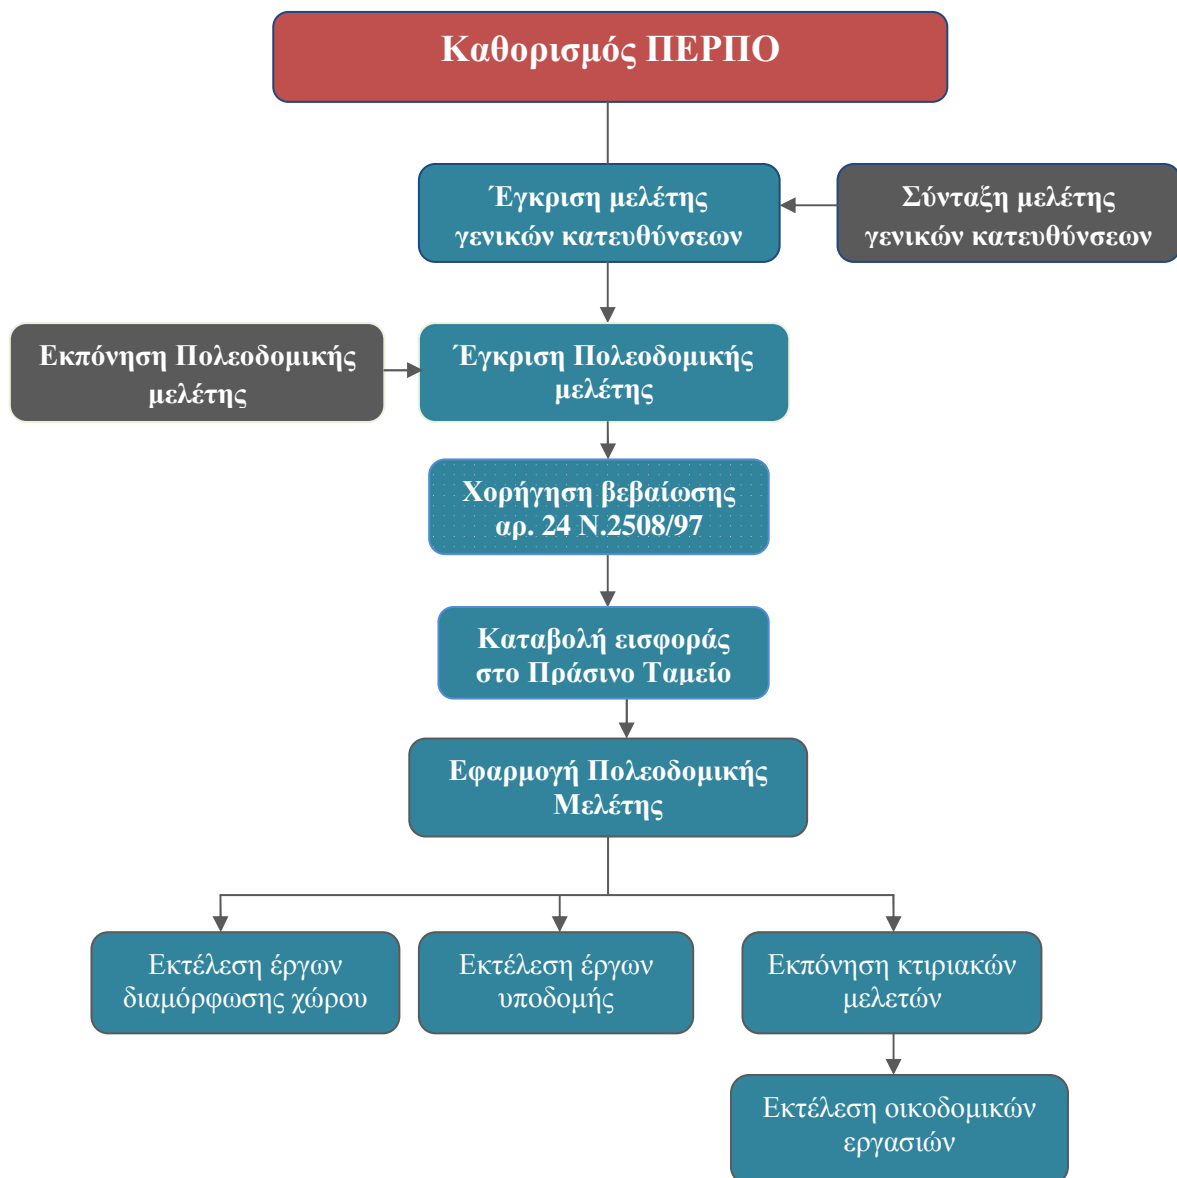 Καθορισμός ΠΕΡΠΟ
Έγκριση μελέτης
γενικών κατευθύνσεων
Σύνταξη μελέτης
γενικών κατευθύνσεων
Εκπόνηση Πολεοδομικής
μελέτης
Έγκριση Πολεοδομικής
μελέτης
Χορήγηση βεβαίωσης
αρ. 24 Ν.2508/97
Καταβολή εισφοράς
στο Πράσινο Ταμείο
Εφαρμογή Πολεοδομικής
Μελέτης
Εκτέλεση έργων
διαμόρφωσης χώρου
Εκτέλεση έργων
υποδομής
Εκπόνηση κτιριακών
μελετών
Εκτέλεση οικοδομικών
εργασιών